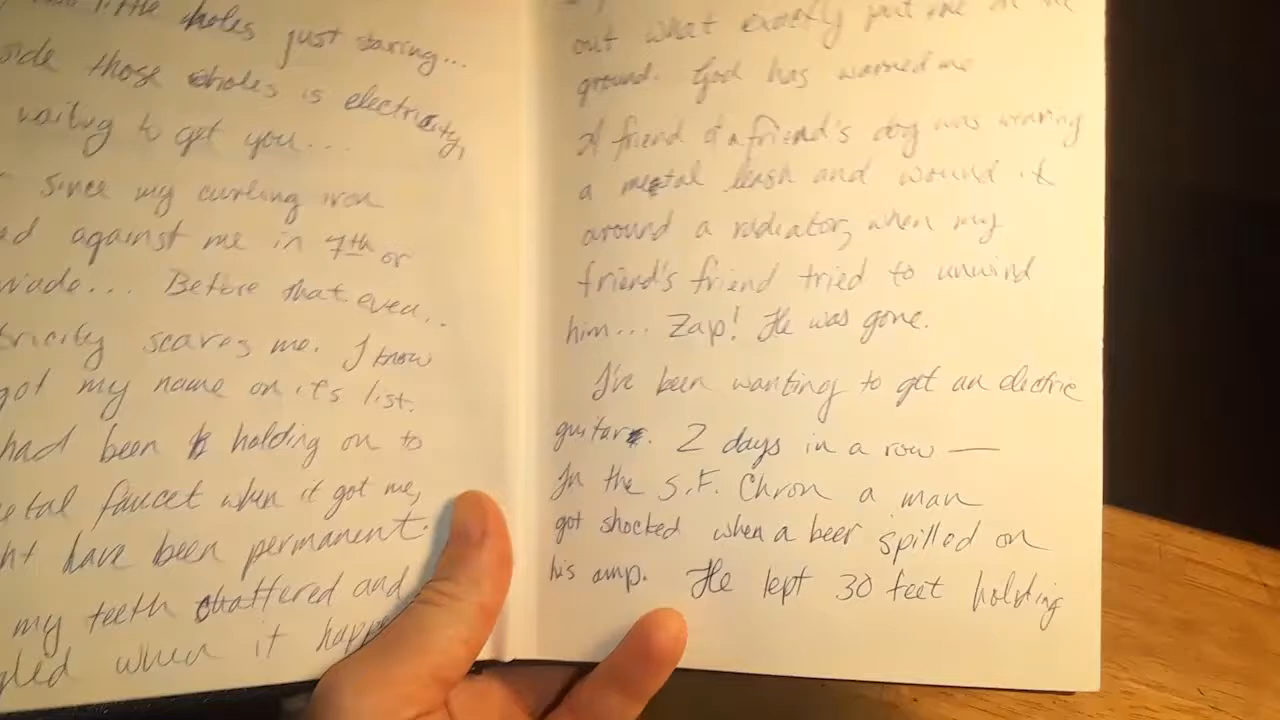 little holes just staring...
side those holes is electricity,
waiting to get you...
Since my curling iron
against me in 7th or
Before that even..
scares me. I know
got my name on it's list.
had been holding on to
faucet when it got me,
have been permanent.
my teeth chattered and
when it
out what exactly put me in the
ground. God has warned me
A friend of a friend's dog was wearing
a metal leash and wound it
around a radiator, when my
friend's friend tried to unwind
him... Zap! He was gone.
I've been wanting to get an electric
guitar. 2 days in a row —
In the S.F. Chron a man
got shocked when a beer spilled on
his amp. He lept 30 feet holding